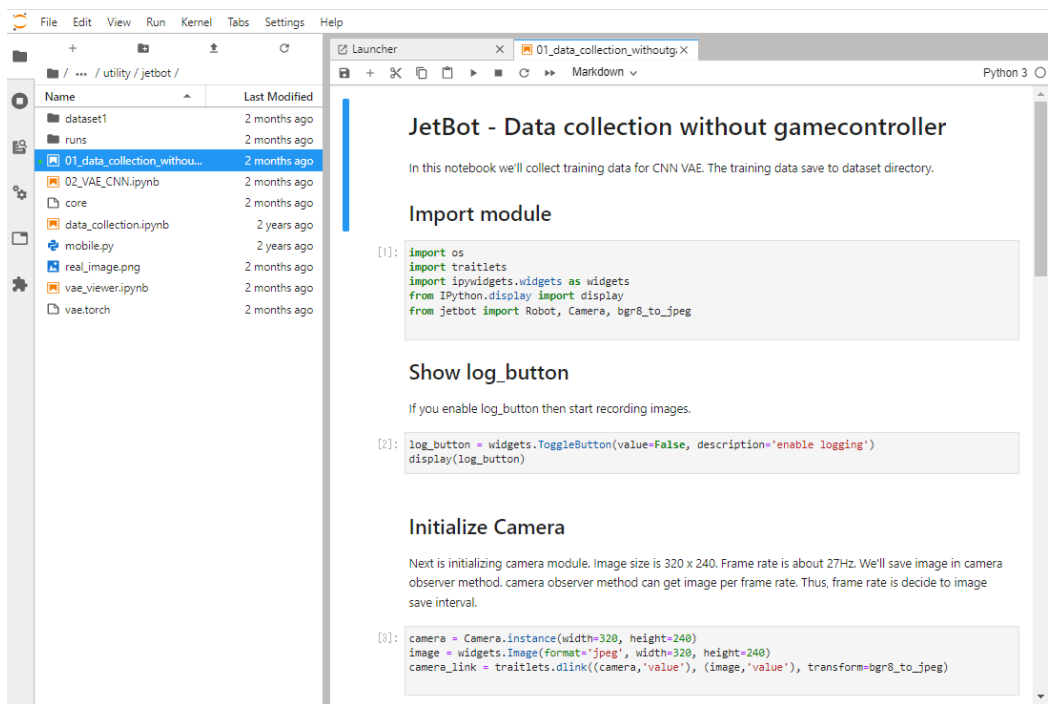 File Edit View Run Kernel Tabs Settings Help
/ ... / utility / jetbot /
Name Last Modified
dataset1 2 months ago
runs 2 months ago
01_data_collection_withou... 2 months ago
02_VAE_CNN.ipynb 2 months ago
core 2 months ago
data_collection.ipynb 2 years ago
mobile.py 2 years ago
real_image.png 2 months ago
vae_viewer.ipynb 2 months ago
vae.torch 2 months ago
Launcher 01_data_collection_withoutg
Markdown Python 3
JetBot - Data collection without gamecontroller
In this notebook we'll collect training data for CNN VAE. The training data save to dataset directory.
Import module
[1]: import os
import traitlets
import ipywidgets.widgets as widgets
from IPython.display import display
from jetbot import Robot, Camera, bgr8_to_jpeg
Show log_button
If you enable log_button then start recording images.
[2]: log_button = widgets.ToggleButton(value=False, description='enable logging')
display(log_button)
Initialize Camera
Next is initializing camera module. Image size is 320 x 240. Frame rate is about 27Hz. We'll save image in camera
observer method. camera observer method can get image per frame rate. Thus, frame rate is decide to image
save interval.
[3]: camera = Camera.instance(width=320, height=240)
image = widgets.Image(format='jpeg', width=320, height=240)
camera_link = traitlets.dlink((camera,'value'), (image,'value'), transform=bgr8_to_jpeg)